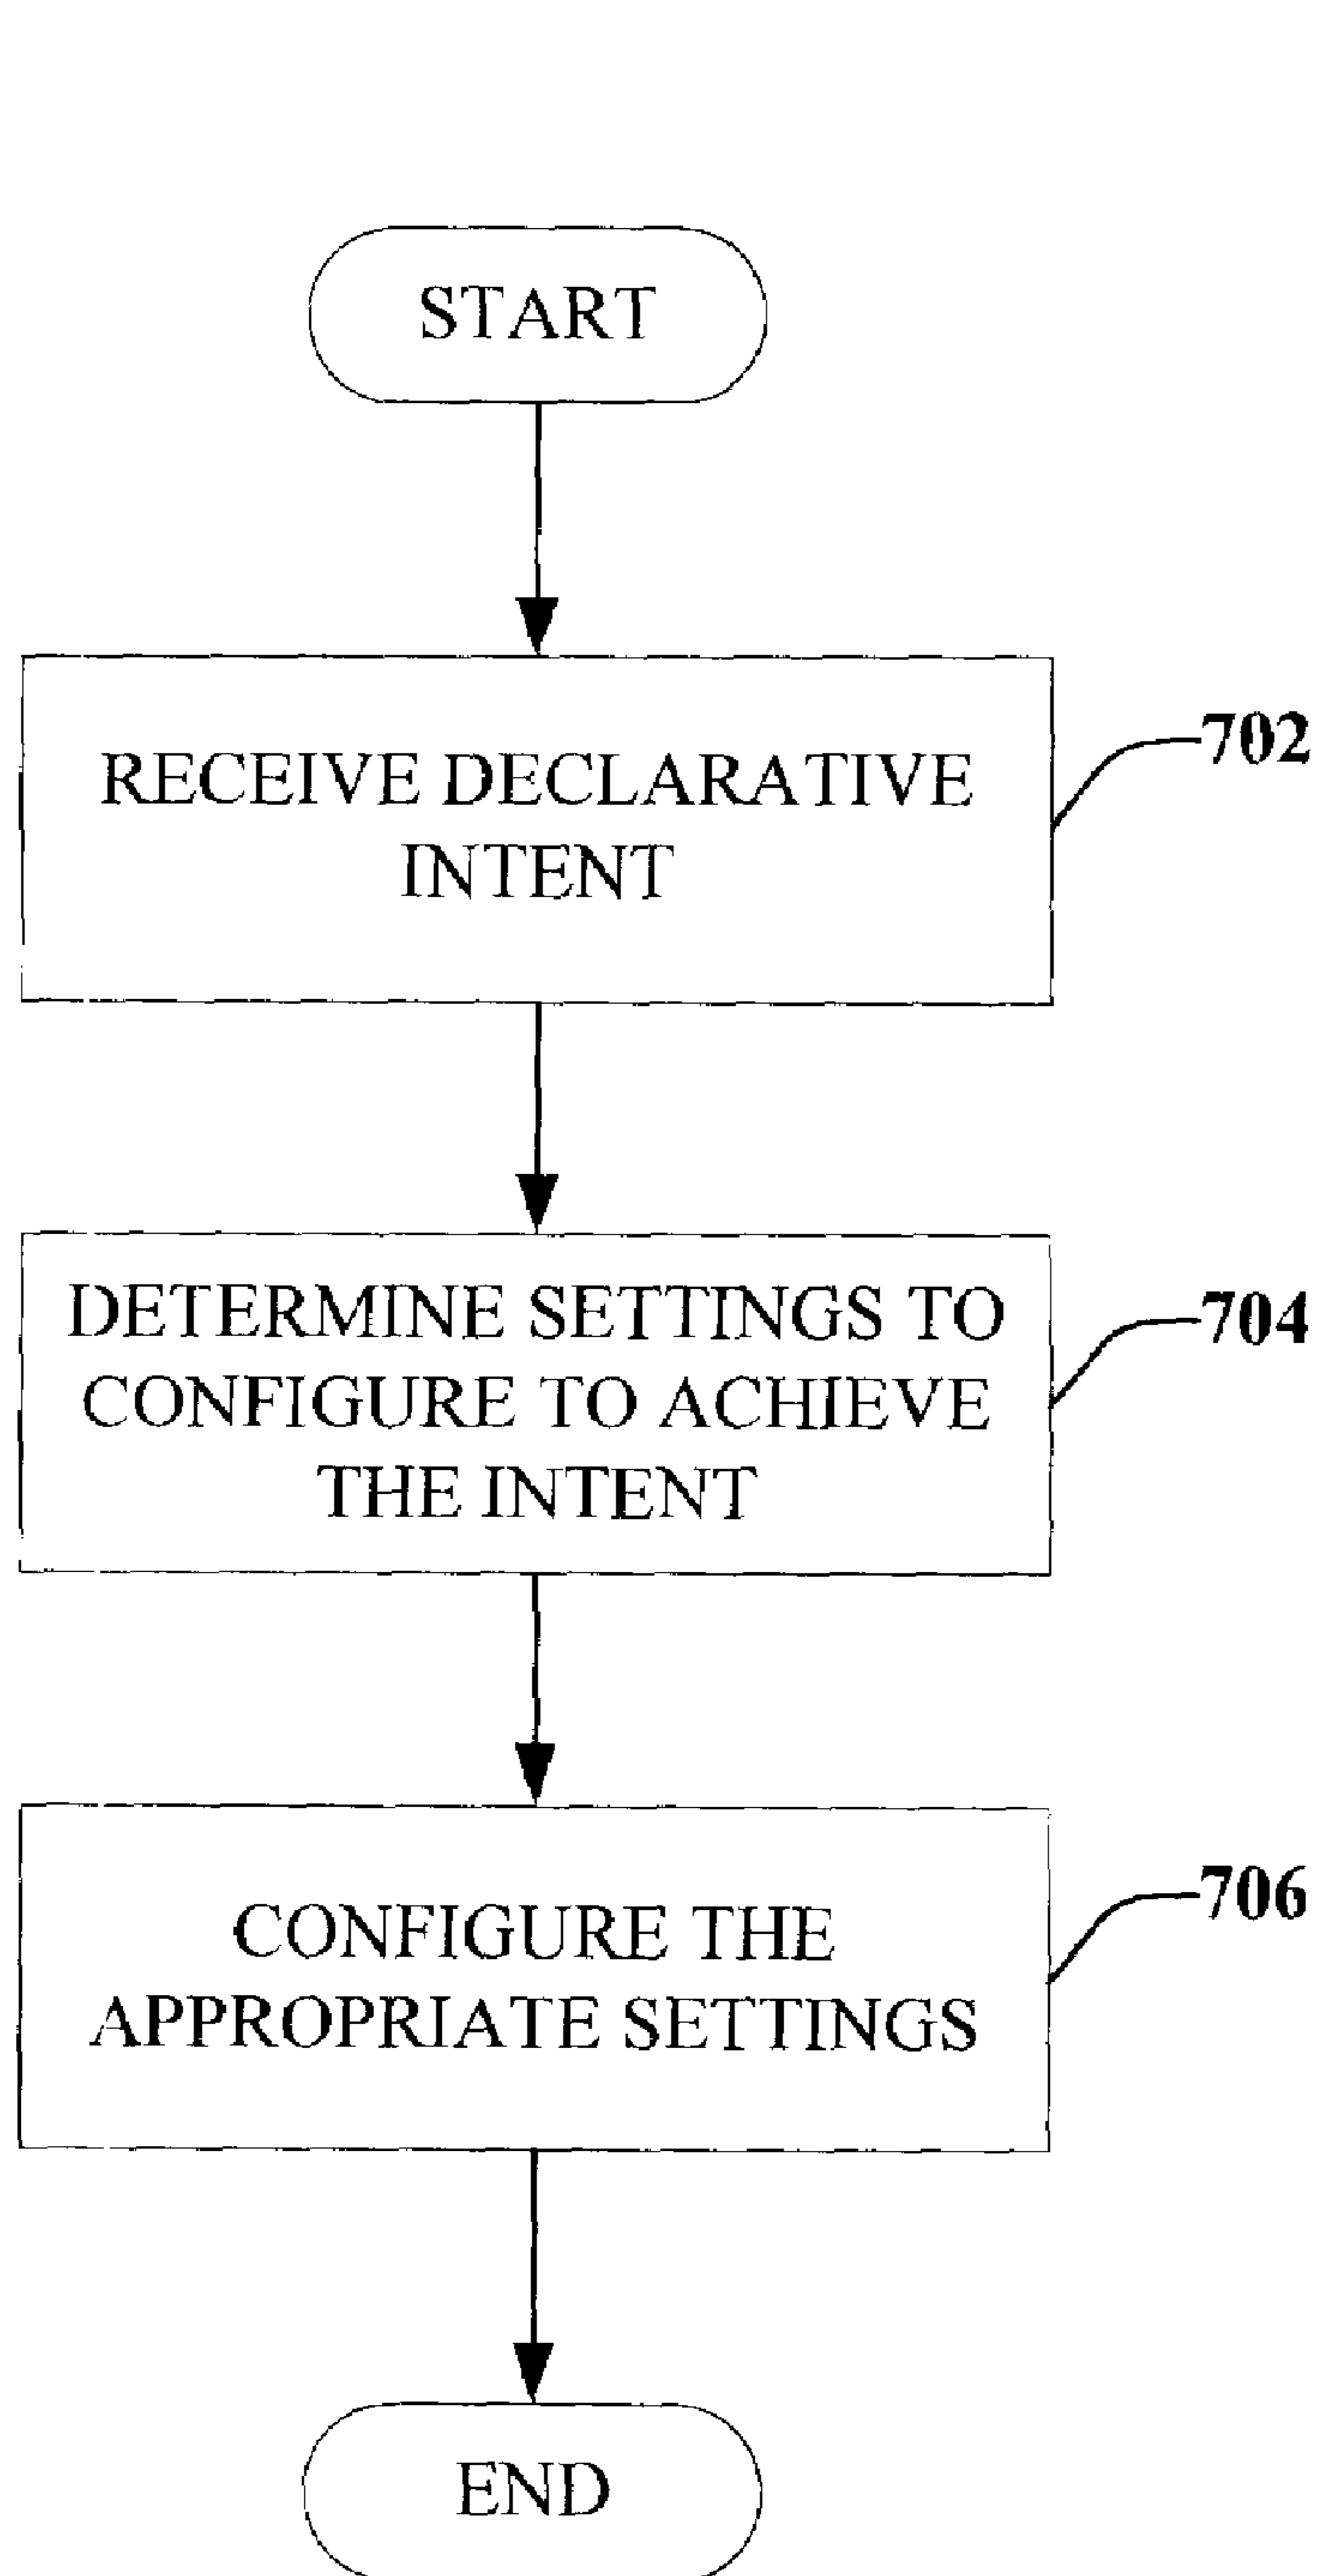 START
RECEIVE DECLARATIVE
INTENT
702
DETERMINE SETTINGS TO
CONFIGURE TO ACHIEVE
THE INTENT
704
CONFIGURE THE
APPROPRIATE SETTINGS
706
END